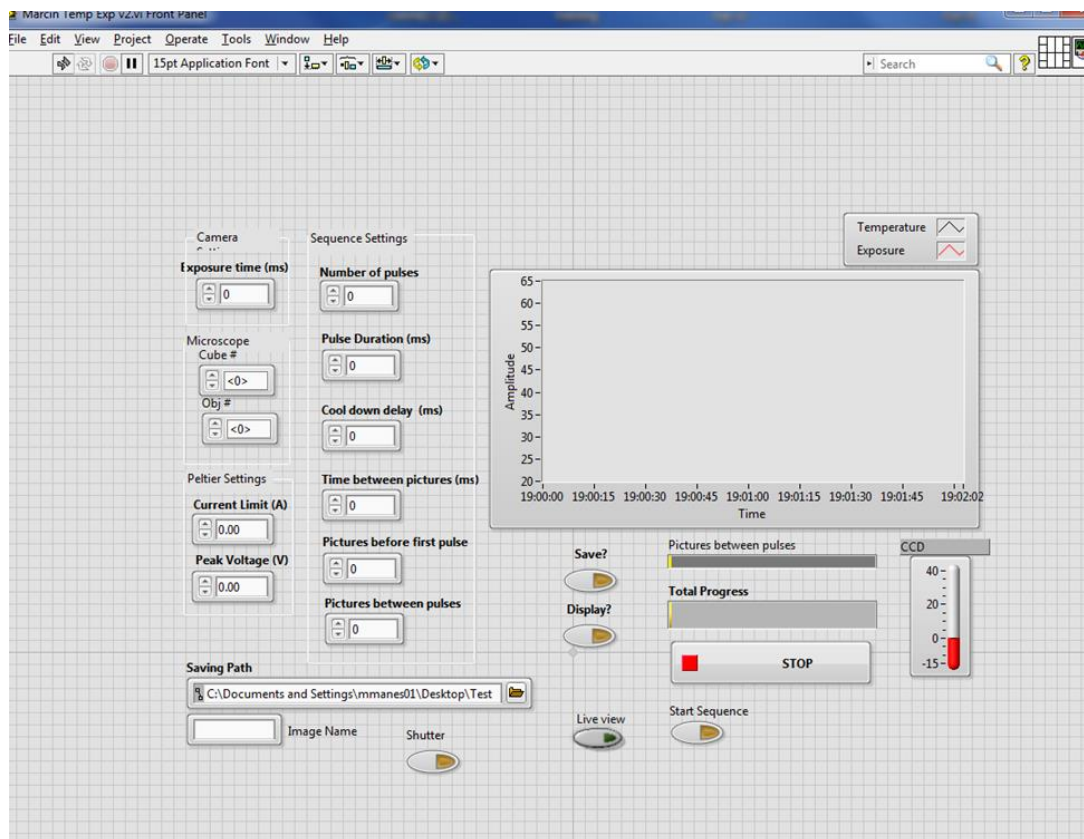 Marcin Temp Exp v2.vi Front Panel
File Edit View Project Operate Tools Window Help
15pt Application Font
Search
Camera
Exposure time (ms)
0
Microscope
Cube #
<0>
Obj #
<0>
Peltier Settings
Current Limit (A)
0.00
Peak Voltage (V)
0.00
Sequence Settings
Number of pulses
0
Pulse Duration (ms)
0
Cool down delay (ms)
0
Time between pictures (ms)
0
Pictures before first pulse
0
Pictures between pulses
0
Temperature
Exposure
65
60
55
50
45
40
35
30
25
20
Amplitude
19:00:00 19:00:15 19:00:30 19:00:45 19:01:00 19:01:15 19:01:30 19:01:45 19:02:02
Time
Save?
Display?
Pictures between pulses
Total Progress
STOP
CCD
40
20
0
-15
Saving Path
C:\Documents and Settings\mmanes01\Desktop\Test
Image Name
Shutter
Live view
Start Sequence